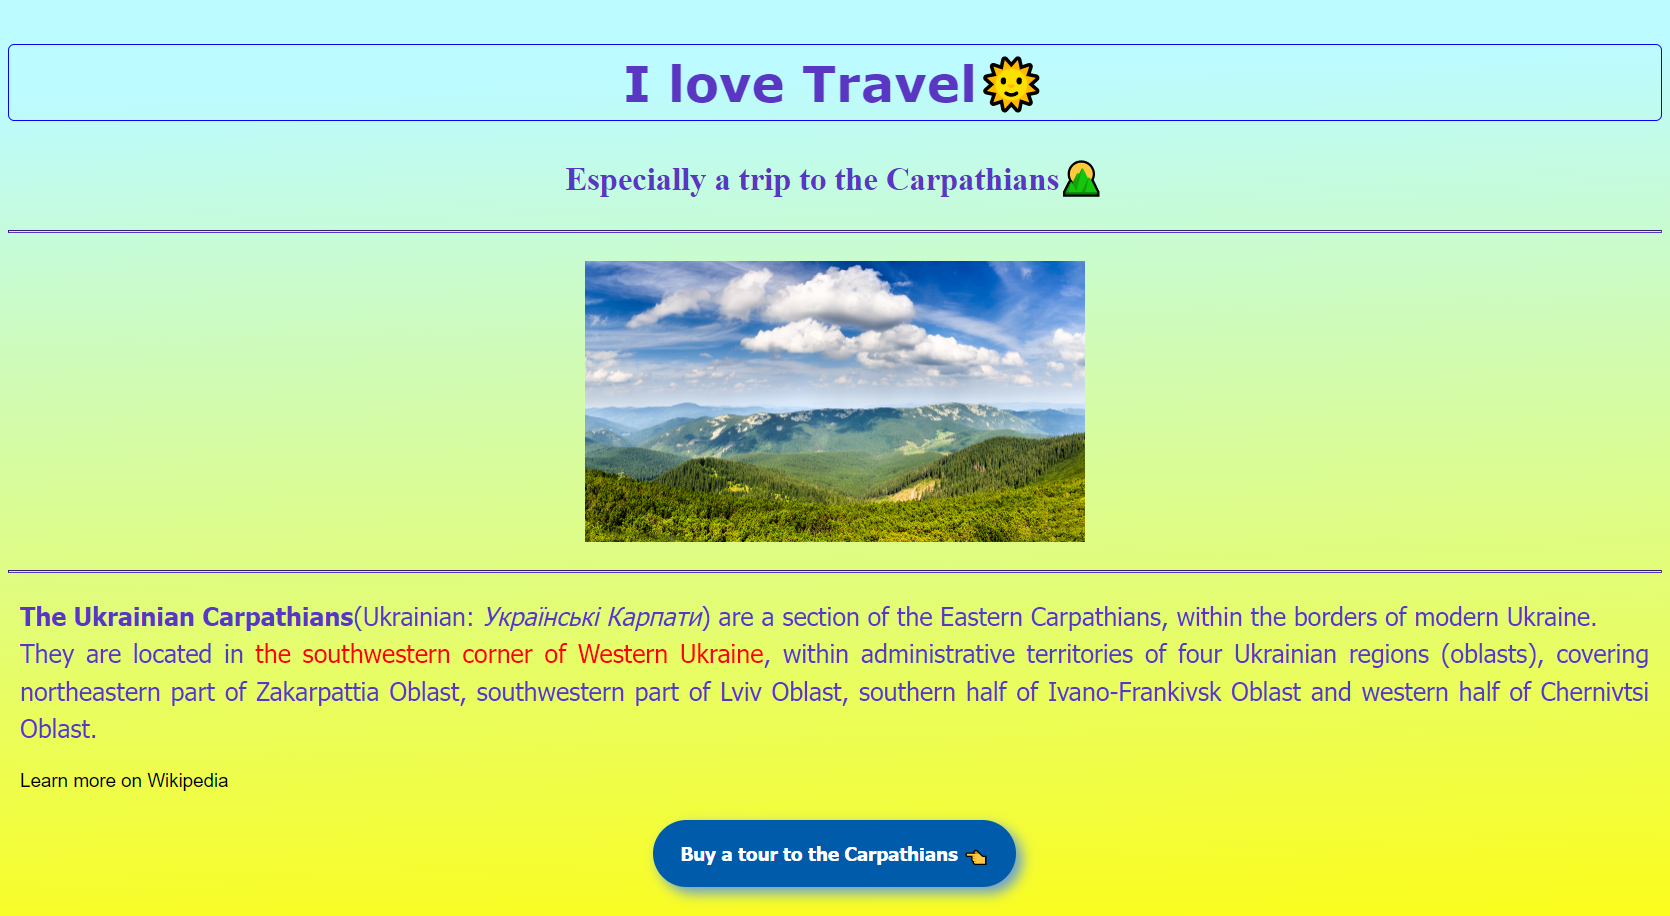 I love Travel🌞
Especially a trip to the Carpathians🏞
The Ukrainian Carpathians(Ukrainian: Українські Карпати) are a section of the Eastern Carpathians, within the borders of modern Ukraine.
They are located in the southwestern corner of Western Ukraine, within administrative territories of four Ukrainian regions (oblasts), covering
northeastern part of Zakarpattia Oblast, southwestern part of Lviv Oblast, southern half of Ivano-Frankivsk Oblast and western half of Chernivtsi
Oblast.
Learn more on Wikipedia
Buy a tour to the Carpathians 👈